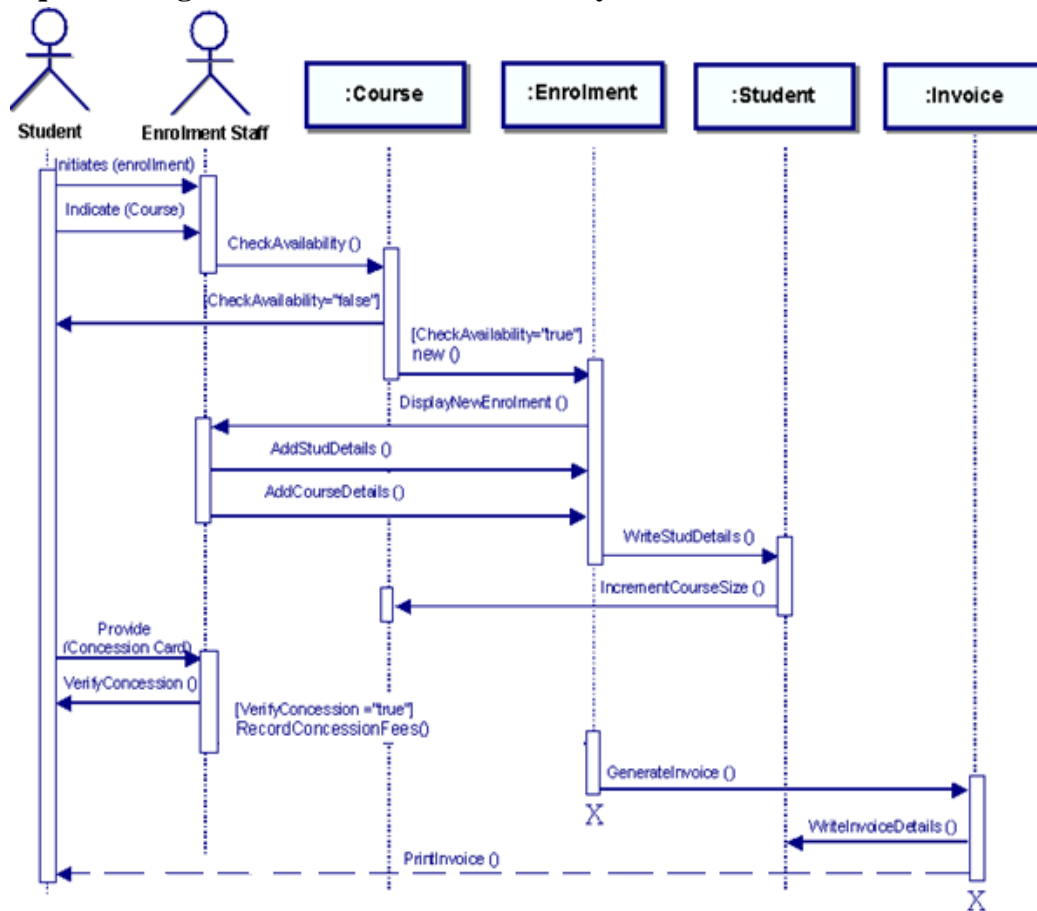 Student
Enrolment Staff
:Course
:Enrolment
:Student
:Invoice
Initiates (enrollment)
Indicate (Course)
CheckAvailability ()
[CheckAvailability="false"]
[CheckAvailability="true"]
new ()
DisplayNewEnrolment ()
AddStudDetails ()
AddCourseDetails ()
WriteStudDetails ()
IncrementCourseSize ()
Provide
(Concession Card)
VerifyConcession ()
[VerifyConcession ="true"]
RecordConcessionFees()
GenerateInvoice ()
X
WriteInvoiceDetails ()
PrintInvoice ()
X